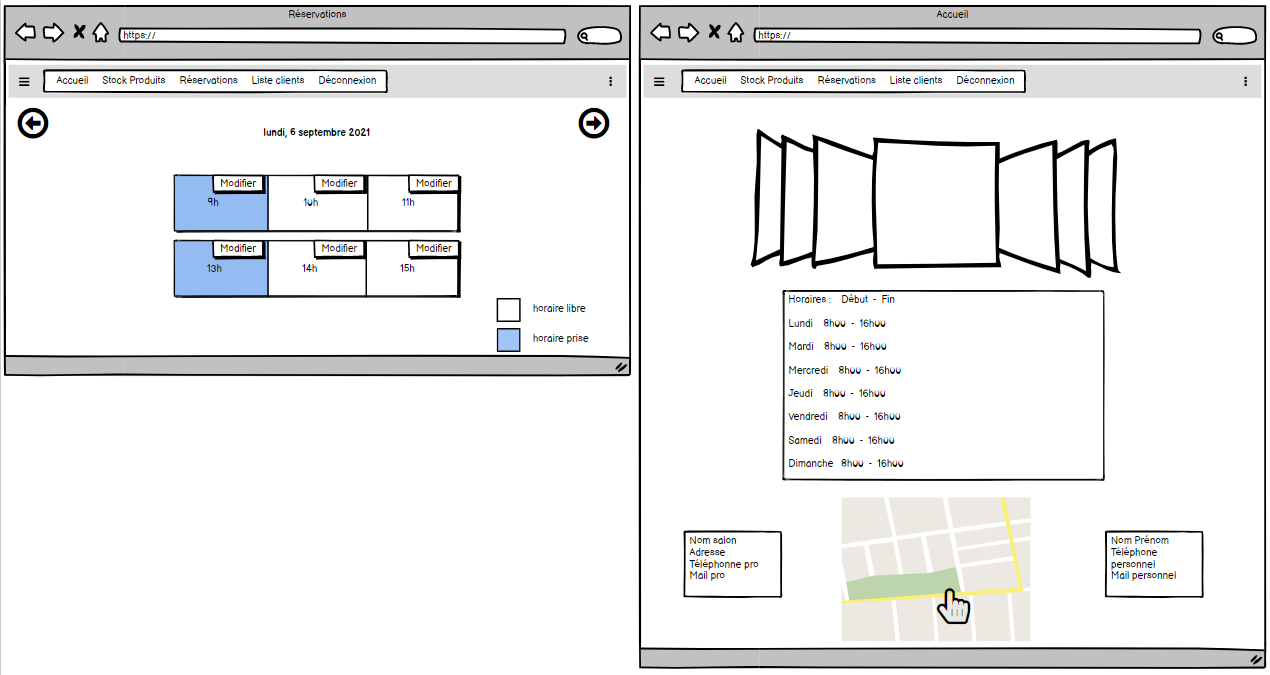 Réservations
https://
Accueil Stock Produits Réservations Liste clients Déconnexion
lundi, 6 septembre 2021
Modifier Modifier Modifier
9h 10h 11h
Modifier Modifier Modifier
13h 14h 15h
horaire libre
horaire prise
Accueil
https://
Accueil Stock Produits Réservations Liste clients Déconnexion
Horaires : Début - Fin
Lundi 8h00 - 16h00
Mardi 8h00 - 16h00
Mercredi 8h00 - 16h00
Jeudi 8h00 - 16h00
Vendredi 8h00 - 16h00
Samedi 8h00 - 16h00
Dimanche 8h00 - 16h00
Nom salon
Adresse
Téléphonne pro
Mail pro
Nom Prénom
Téléphone
personnel
Mail personnel